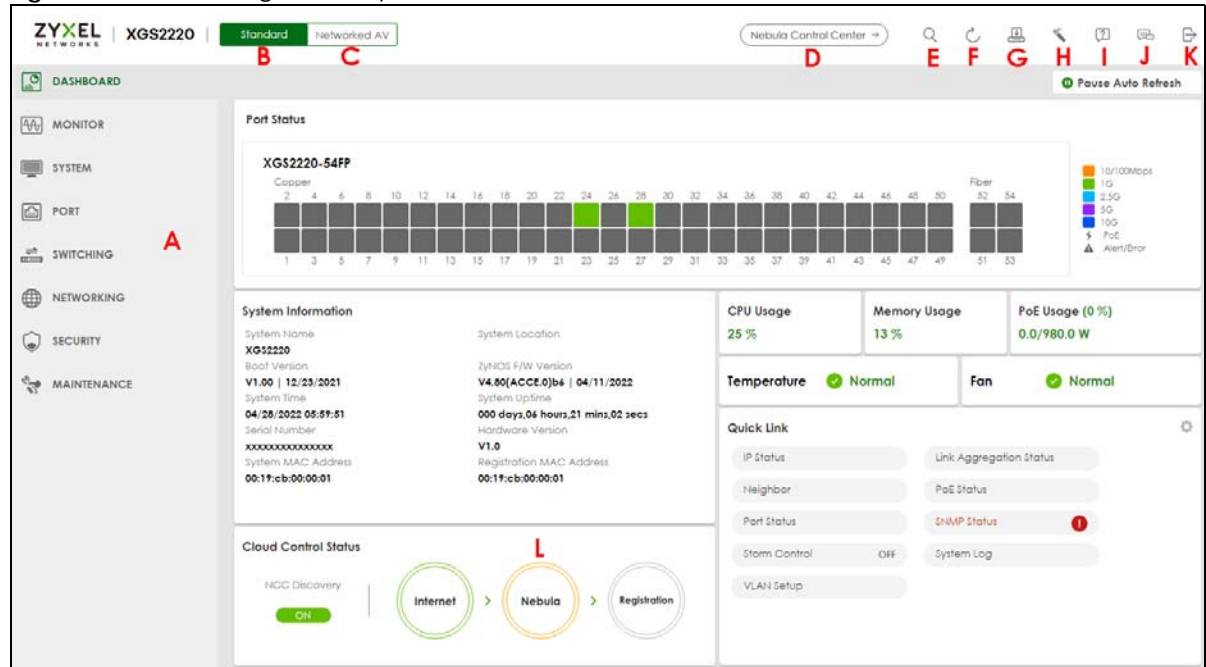 ZYXEL NETWORKS | XGS2220 | Standard Networked AV Nebula Control Center →
B C D E F G H I J K
DASHBOARD
Pause Auto Refresh
MONITOR
SYSTEM
PORT
A
SWITCHING
NETWORKING
SECURITY
MAINTENANCE
Port Status
XGS2220-54FP
Copper Fiber
2 4 6 8 10 12 14 16 18 20 22 24 26 28 30 32 34 36 38 40 42 44 46 48 50 52 54
1 3 5 7 9 11 13 15 17 19 21 23 25 27 29 31 33 35 37 39 41 43 45 47 49 51 53
10/100Mbps
1G
2.5G
5G
10G
PoE
Alert/Error
System Information
System Name System Location
XGS2220
Boot Version ZyNOS F/W Version
V1.00 | 12/23/2021 V4.80(ACCE.0)b6 | 04/11/2022
System Time System Uptime
04/28/2022 05:59:51 000 days,06 hours,21 mins,02 secs
Serial Number Hardware Version
xxxxxxxxxxxxxxx V1.0
System MAC Address Registration MAC Address
00:19:cb:00:00:01 00:19:cb:00:00:01
CPU Usage Memory Usage PoE Usage (0 %)
25 % 13 % 0.0/980.0 W
Temperature Normal Fan Normal
Quick Link
IP Status Link Aggregation Status
Neighbor PoE Status
Port Status SNMP Status !
Storm Control OFF System Log
VLAN Setup
Cloud Control Status
L
NCC Discovery
ON
Internet > Nebula > Registration